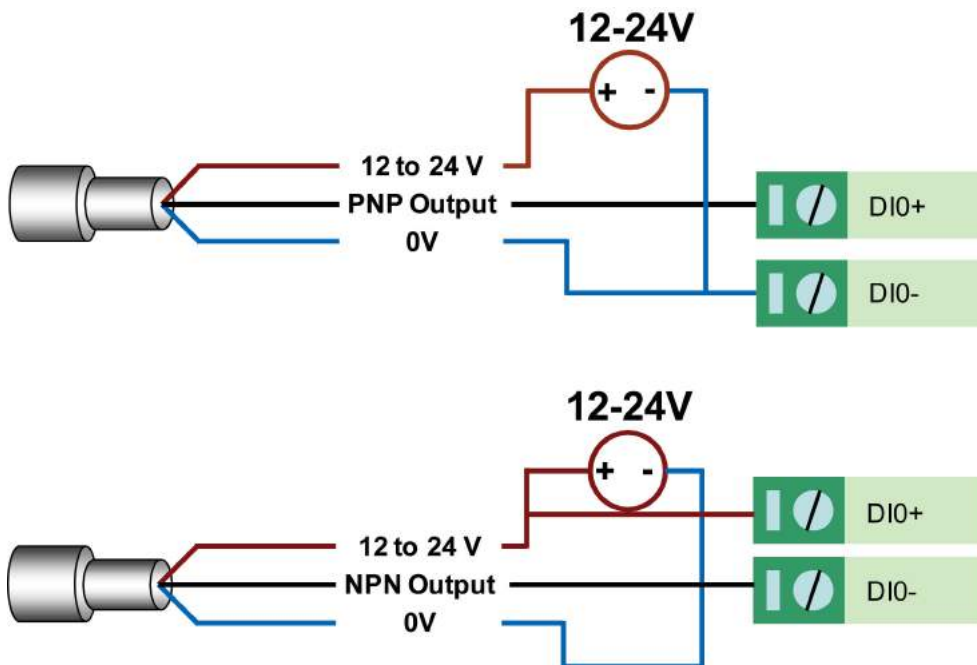 12-24V
+ -
12 to 24 V
PNP Output
0V
DI0+
DI0-
12-24V
+ -
12 to 24 V
NPN Output
0V
DI0+
DI0-